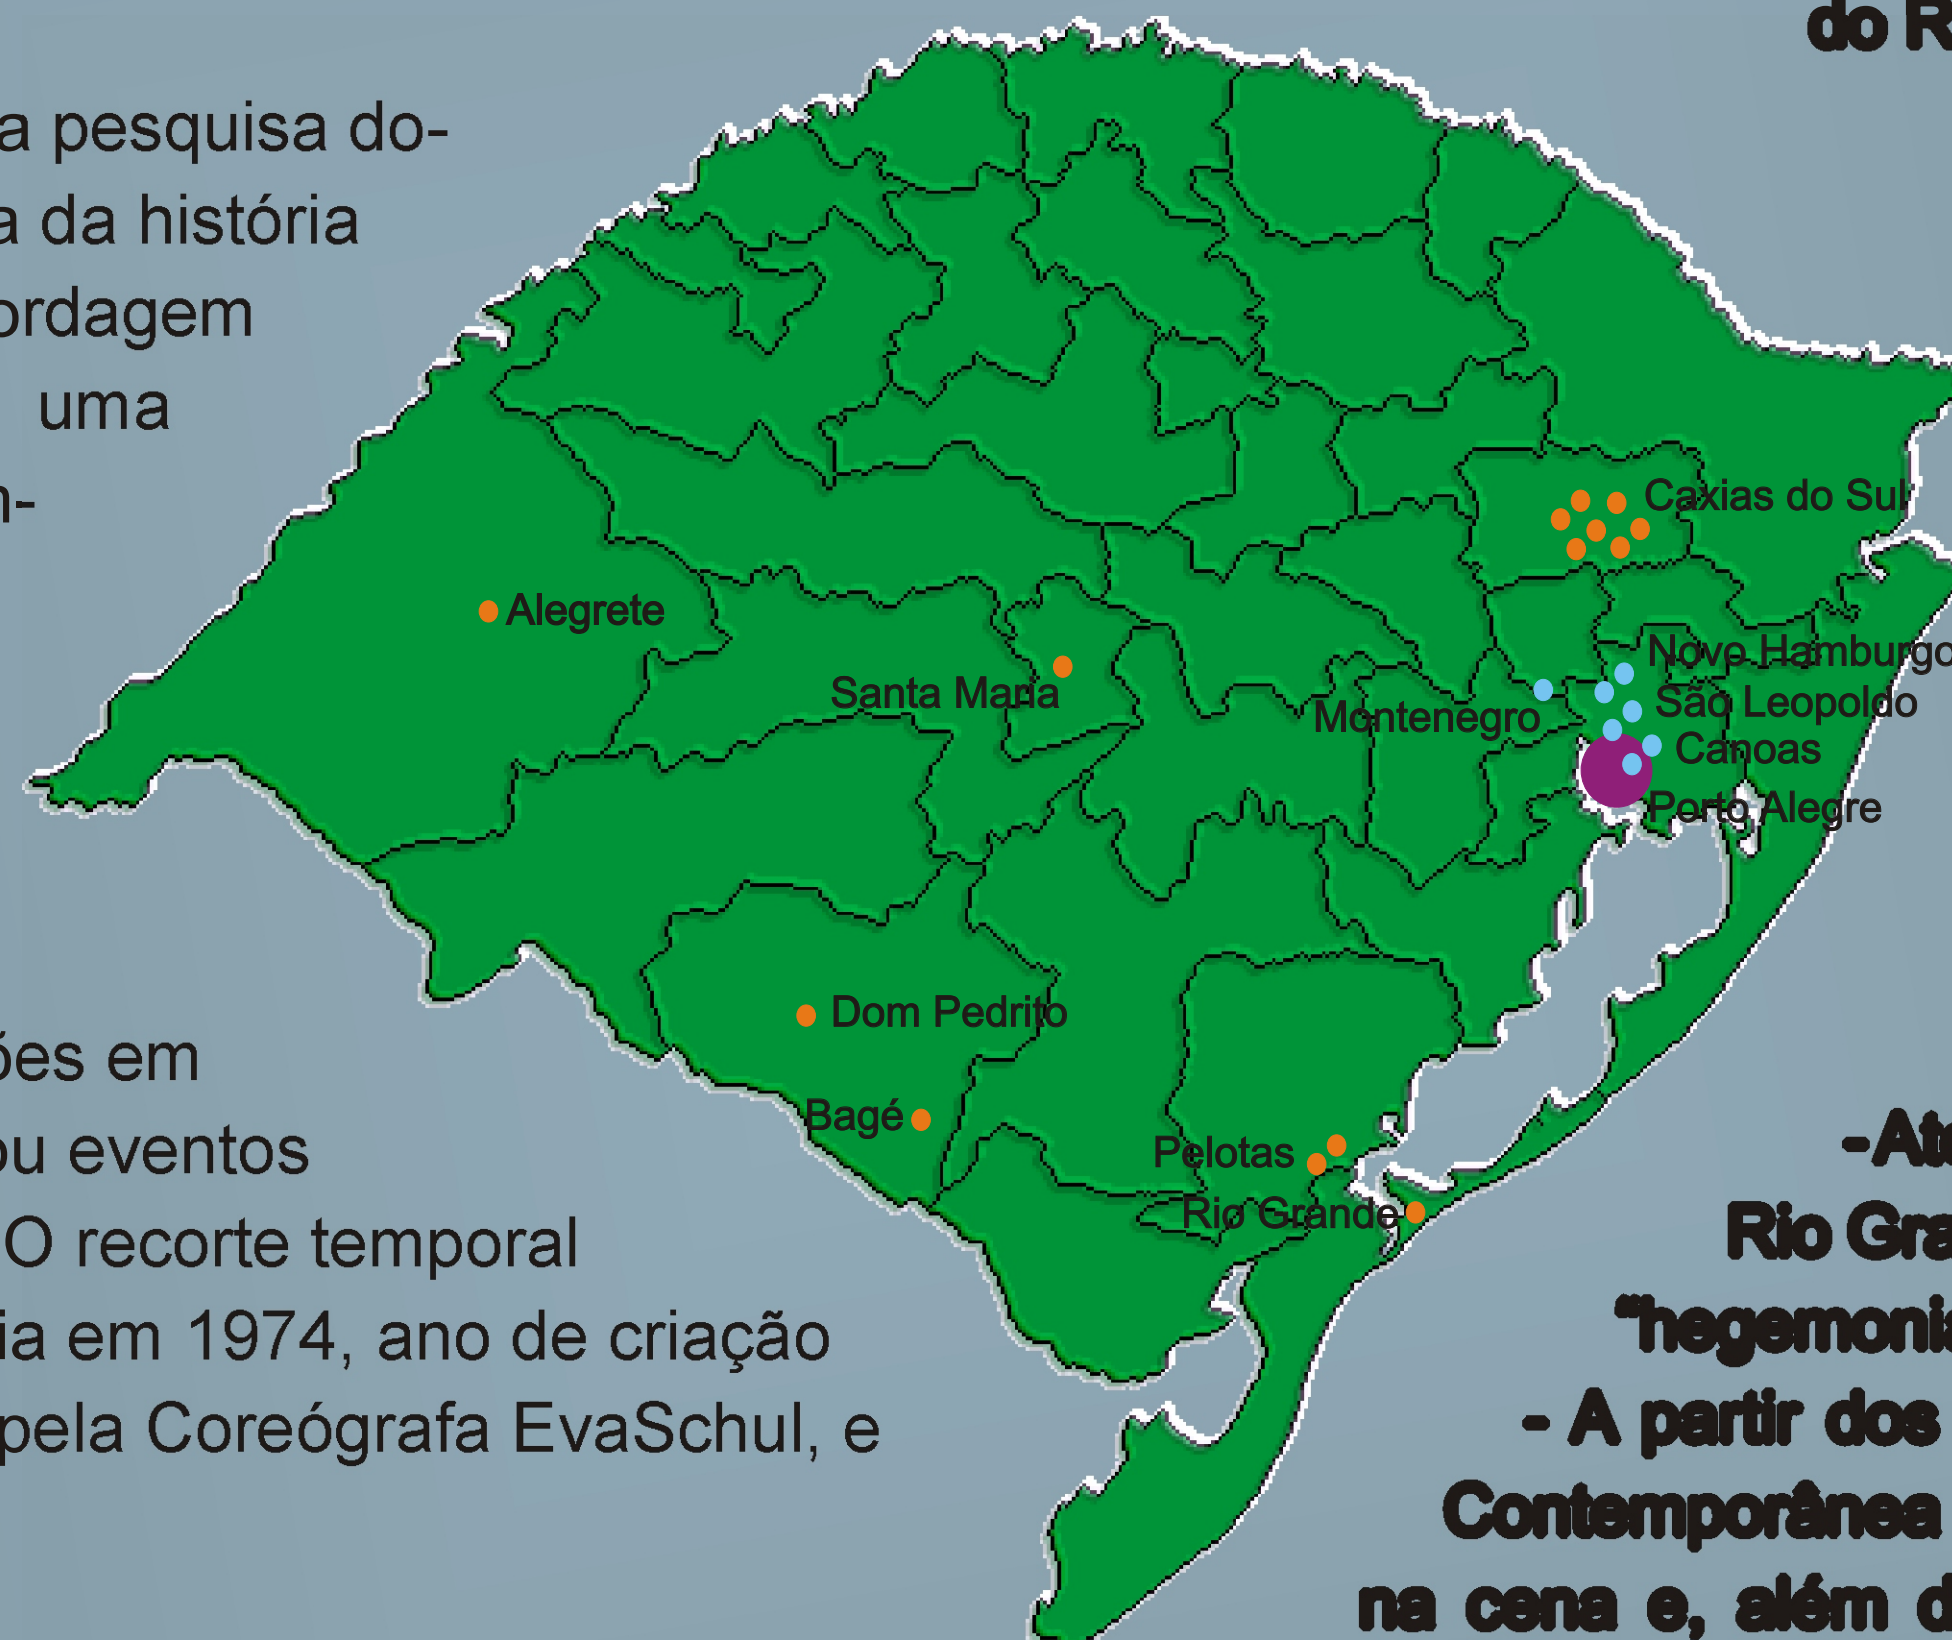 do R
a pesquisa do-
a da história
ordagem
uma
n-
Caxias do Sul
Alegrete
Novo Hamburgo
Santa Maria
São Leopoldo
Montenegro
Canoas
Porto Alegre
Dom Pedrito
ões em
Bagé
ou eventos
Pelotas
-Ate
Rio Grande
O recorte temporal
Rio Gra
ia em 1974, ano de criação
“hegemonia
pela Coreógrafa EvaSchul, e
- A partir dos
Contemporânea
na cena e, além d